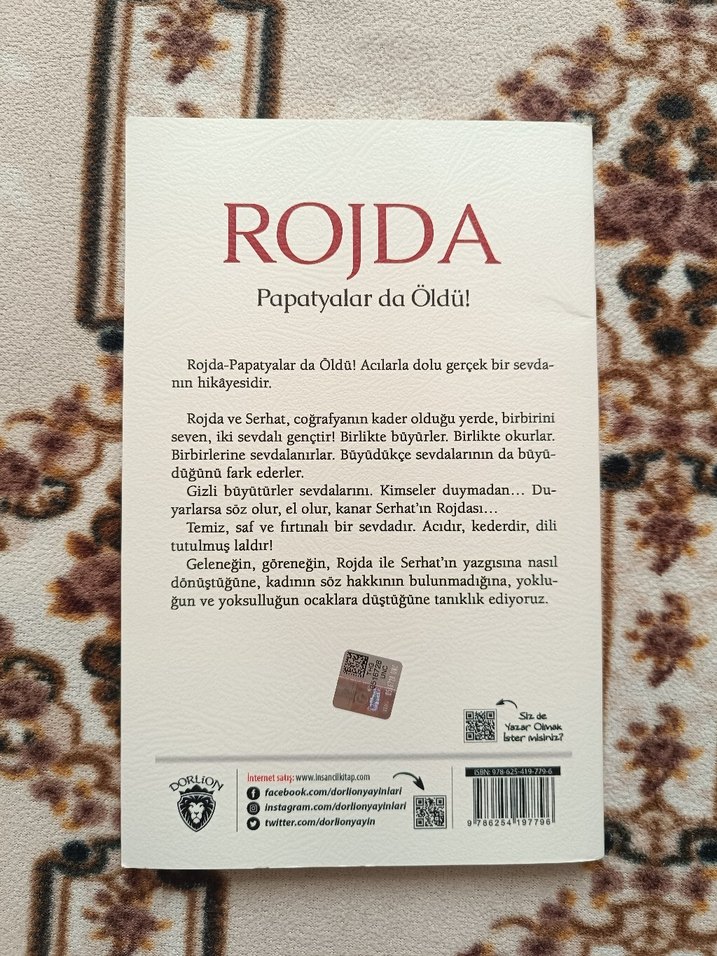 ROJDA
Papatyalar da Öldü!
Rojda-Papatyalar da Öldü! Acılarla dolu gerçek bir sevda-
nın hikâyesidir.
Rojda ve Serhat, coğrafyanın kader olduğu yerde, birbirini
seven, iki sevdalı gençtir! Birlikte büyürler. Birlikte okurlar.
Birbirlerine sevdalanırlar. Büyüdükçe sevdalarının da büyü-
düğünü fark ederler.
Gizli büyütürler sevdalarını. Kimseler duymadan... Du-
yarlarsa söz olur, el olur, kanar Serhat'ın Rojdası...
Temiz, saf ve fırtınalı bir sevdadır. Acıdır, kederdir, dili
tutulmuş laldır!
Geleneğin, göreneğin, Rojda ile Serhat'ın yazgısına nasıl
dönüştüğüne, kadının söz hakkının bulunmadığına, yoklu-
ğun ve yoksulluğun ocaklara düştüğüne tanıklık ediyoruz.
Siz de
Yazar Olmak
İster misiniz?
DORLİON
İnternet satış: www.insancilkitap.com
facebook.com/dorlionyayinlari
instagram.com/dorlionyayinlari
twitter.com/dorlionyayin
ISBN: 978-625-419-779-6
9 786254 197796